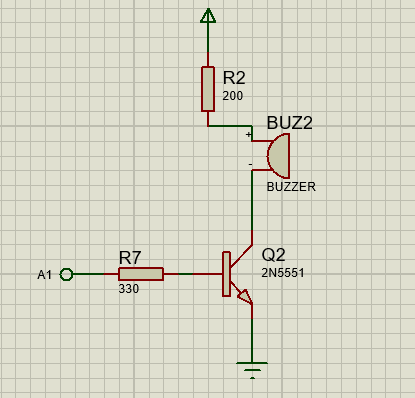 R2
200
BUZ2
+
-
BUZZER
R7
Q2
2N5551
A1
330